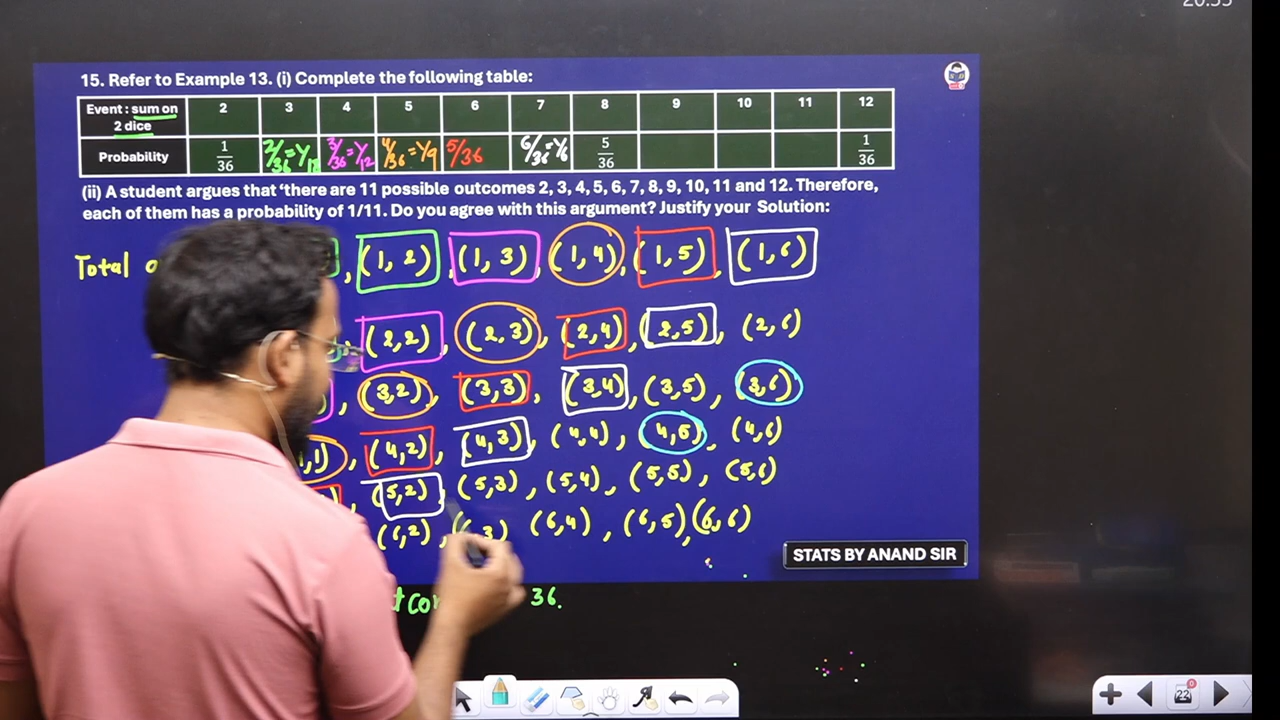 15. Refer to Example 13. (i) Complete the following table:
Event : sum on 2 dice 2 3 4 5 6 7 8 9 10 11 12
Probability 1/36 2/36=1/18 3/36=1/12 4/36=1/9 5/36 6/36=1/6 5/36 1/36
(ii) A student argues that ‘there are 11 possible outcomes 2, 3, 4, 5, 6, 7, 8, 9, 10, 11 and 12. Therefore,
each of them has a probability of 1/11. Do you agree with this argument? Justify your Solution:
Total , (1,2) , (1,3) , (1,4) , (1,5) , (1,6)
, (2,2) , (2,3) , (2,4) , (2,5) , (2,6)
, (3,2) , (3,3) , (3,4) , (3,5) , (3,6)
,1) , (4,2) , (4,3) , (4,4) , (4,5) , (4,6)
, (5,2) , (5,3) , (5,4) , (5,5) , (5,6)
(6,2) , 3) (6,4) , (6,5) , (6,6)
STATS BY ANAND SIR
36.
23